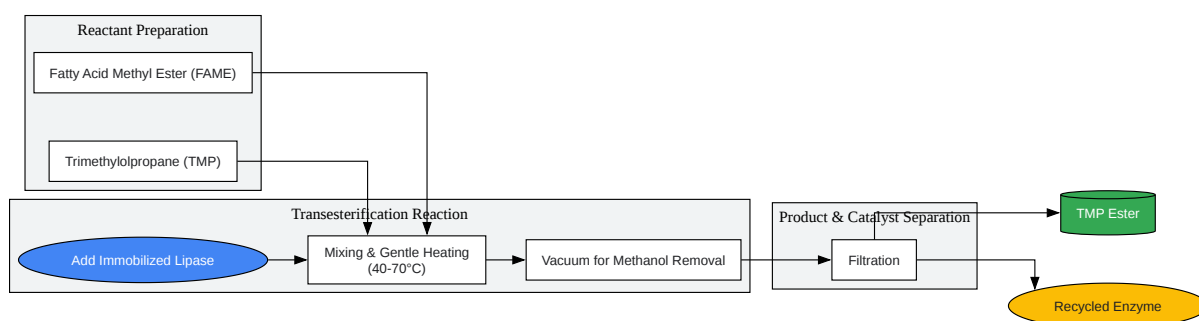 Reactant Preparation
Fatty Acid Methyl Ester (FAME)
Trimethylolpropane (TMP)
Transesterification Reaction
Add Immobilized Lipase
Mixing & Gentle Heating
(40-70°C)
Vacuum for Methanol Removal
Product & Catalyst Separation
Filtration
TMP Ester
Recycled Enzyme